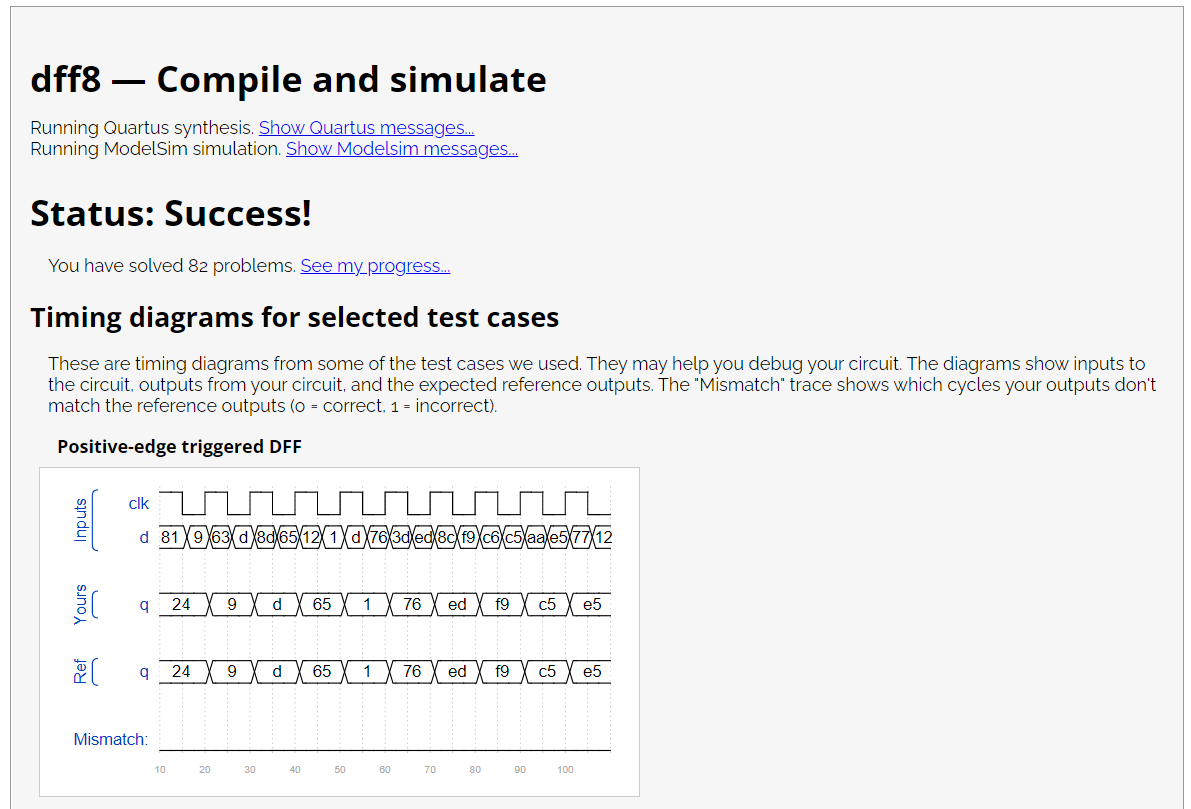 dff8 — Compile and simulate
Running Quartus synthesis. Show Quartus messages...
Running ModelSim simulation. Show Modelsim messages...
Status: Success!
You have solved 82 problems. See my progress...
Timing diagrams for selected test cases
These are timing diagrams from some of the test cases we used. They may help you debug your circuit. The diagrams show inputs to
the circuit, outputs from your circuit, and the expected reference outputs. The "Mismatch" trace shows which cycles your outputs don't
match the reference outputs (0 = correct, 1 = incorrect).
Positive-edge triggered DFF
Inputs
clk
d 81 9 63 d 8d 65 12 1 d 76 3d ed 8c f9 c6 c5 aa e5 77 12
Yours
q 24 9 d 65 1 76 ed f9 c5 e5
Ref
q 24 9 d 65 1 76 ed f9 c5 e5
Mismatch:
10 20 30 40 50 60 70 80 90 100